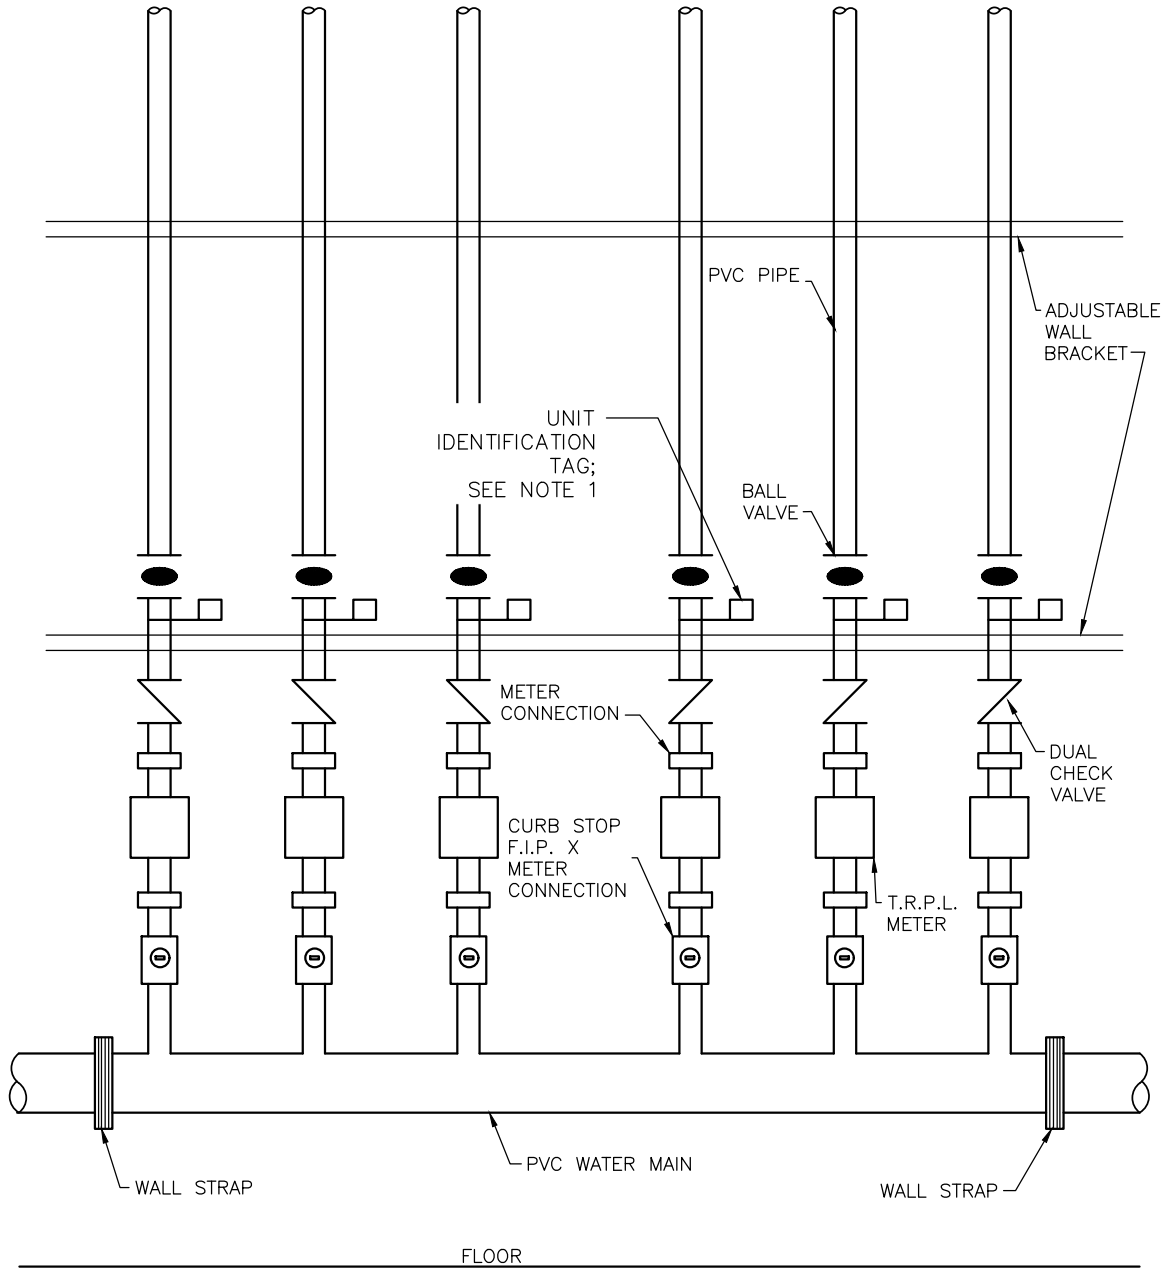 PVC PIPE
ADJUSTABLE
WALL
BRACKET
UNIT
IDENTIFICATION
TAG;
SEE NOTE 1
BALL
VALVE
METER
CONNECTION
DUAL
CHECK
VALVE
CURB STOP
F.I.P. X
METER
CONNECTION
T.R.P.L.
METER
PVC WATER MAIN
WALL STRAP
WALL STRAP
FLOOR